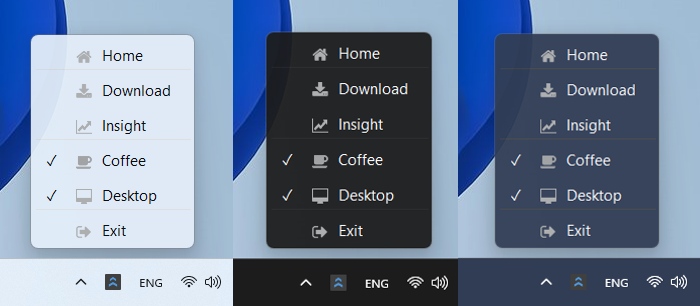 Home
Download
Insight
Coffee
Desktop
Exit
ENG
Home
Download
Insight
Coffee
Desktop
Exit
ENG
Home
Download
Insight
Coffee
Desktop
Exit
ENG